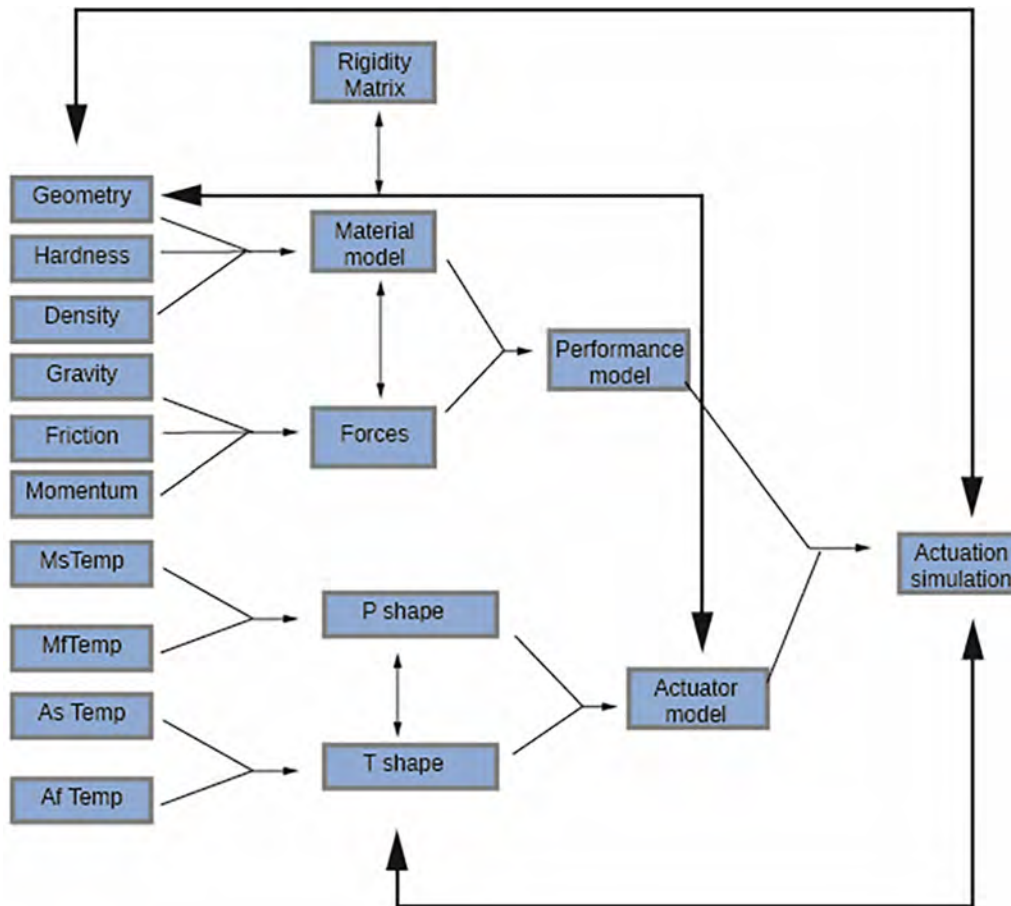 Rigidity
Matrix
Geometry
Hardness
Density
Gravity
Friction
Momentum
MsTemp
MfTemp
As Temp
Af Temp
Material
model
Forces
P shape
T shape
Performance
model
Actuator
model
Actuation
simulation